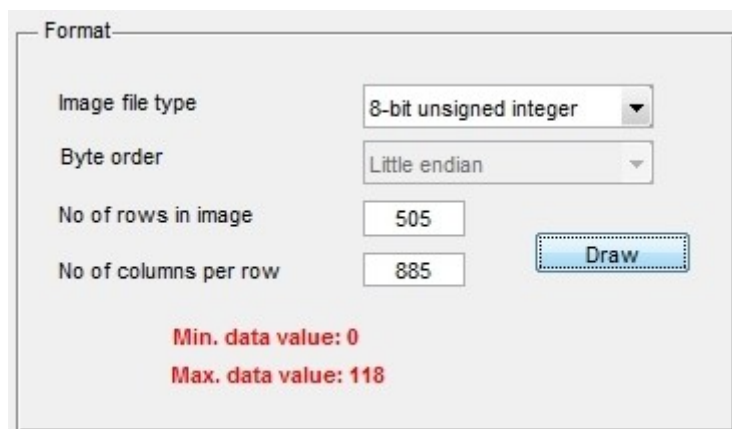 Format
Image file type 8-bit unsigned integer
Byte order Little endian
No of rows in image 505
Draw
No of columns per row 885
Min. data value: 0
Max. data value: 118